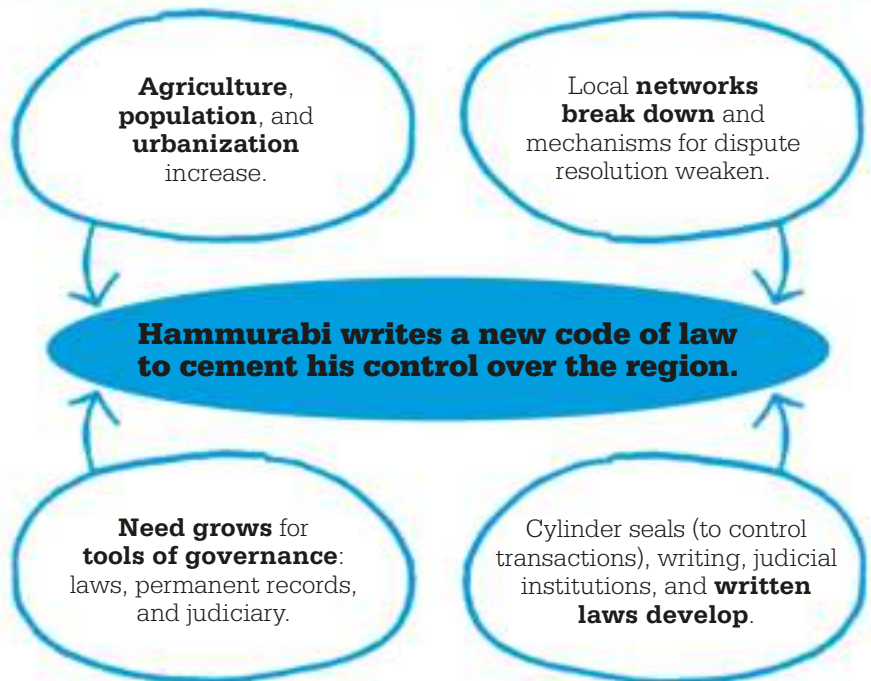 Agriculture,
population, and
urbanization
increase.
Local networks
break down and
mechanisms for dispute
resolution weaken.
Hammurabi writes a new code of law
to cement his control over the region.
Need grows for
tools of governance:
laws, permanent records,
and judiciary.
Cylinder seals (to control
transactions), writing, judicial
institutions, and written
laws develop.